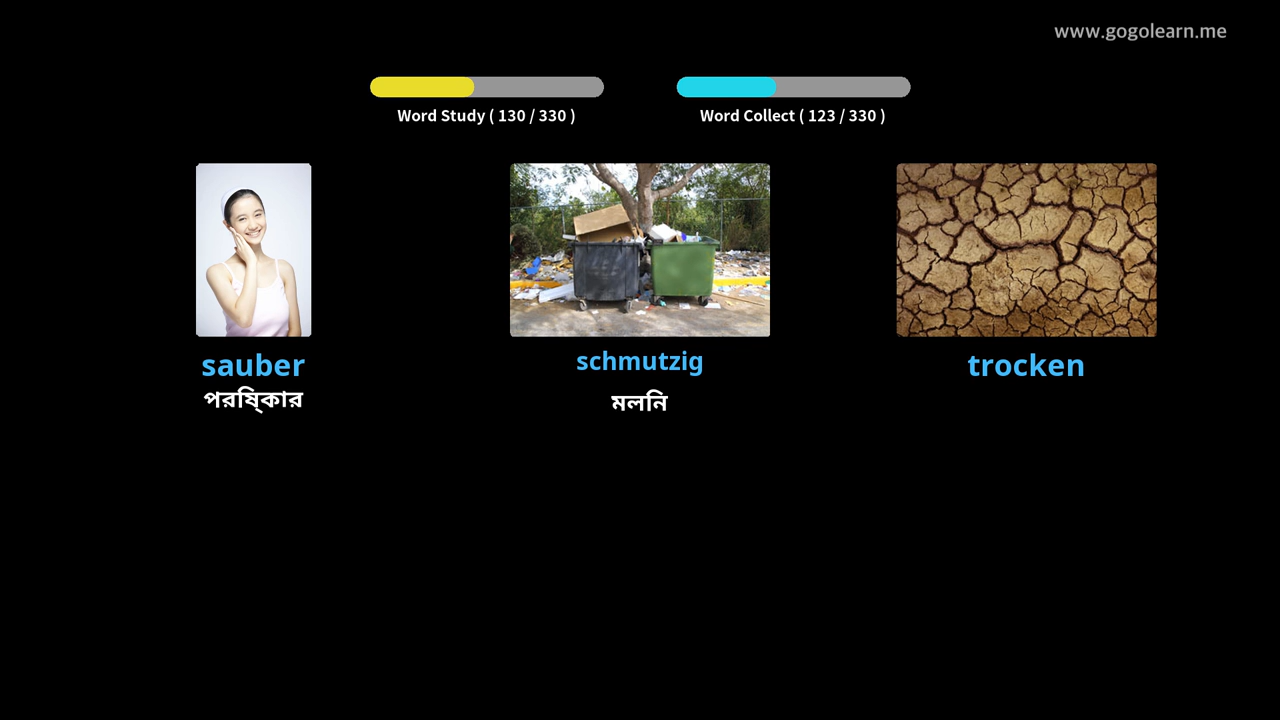 www.gogolearn.me
Word Study ( 130 / 330 )
Word Collect ( 123 / 330 )
sauber
schmutzig
trocken
পরিষ্কার
মলিন